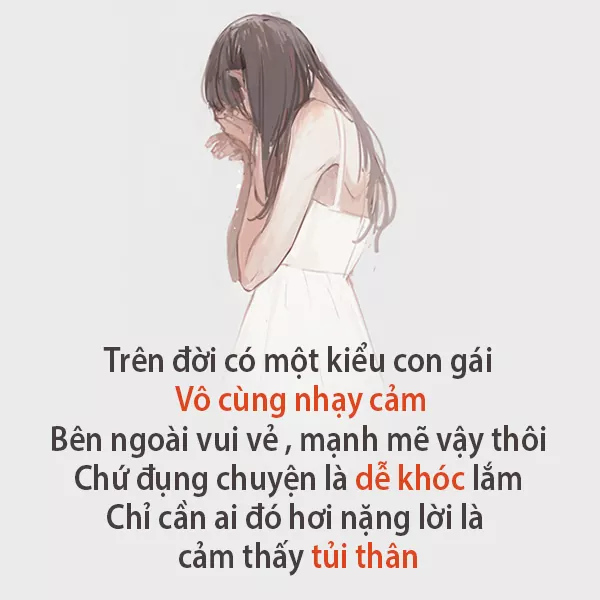 Trên đời có một kiểu con gái
Vô cùng nhạy cảm
Bên ngoài vui vẻ , mạnh mẽ vậy thôi
Chứ đụng chuyện là dễ khóc lắm
Chỉ cần ai đó hơi nặng lời là
cảm thấy tủi thân